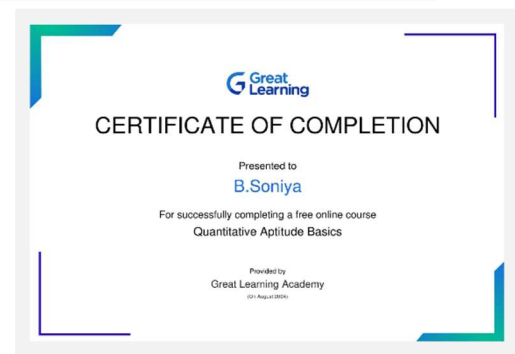 Great
Learning
CERTIFICATE OF COMPLETION
Presented to
B.Soniya
For successfully completing a free online course
Quantitative Aptitude Basics
Provided by
Great Learning Academy
August